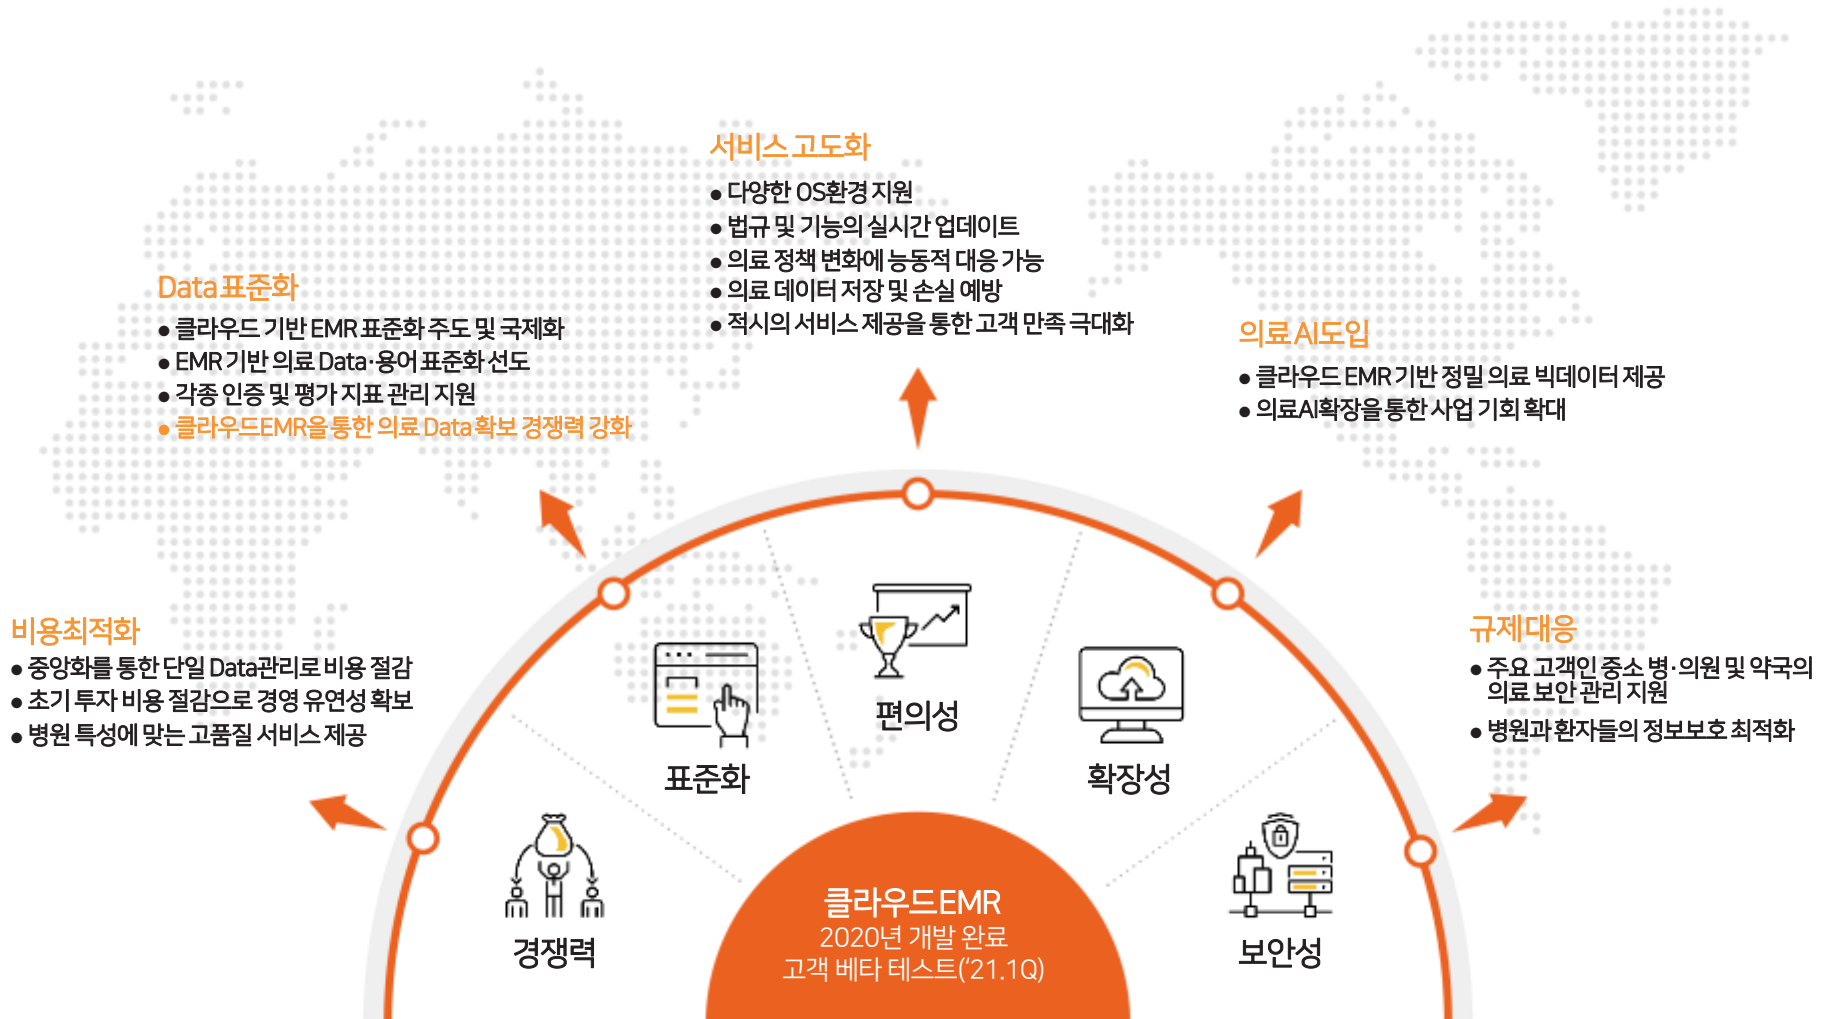 서비스 고도화
● 다양한 OS환경 지원
● 법규 및 기능의 실시간 업데이트
● 의료 정책 변화에 능동적 대응 가능
● 의료 데이터 저장 및 손실 예방
● 적시의 서비스 제공을 통한 고객 만족 극대화
Data 표준화
● 클라우드 기반 EMR 표준화 주도 및 국제화
● EMR 기반 의료 Data·용어 표준화 선도
● 각종 인증 및 평가 지표 관리 지원
● 클라우드EMR을 통한 의료 Data 확보 경쟁력 강화
의료 AI도입
● 클라우드 EMR 기반 정밀 의료 빅데이터 제공
● 의료AI확장을 통한 사업 기회 확대
비용최적화
● 중앙화를 통한 단일 Data관리로 비용 절감
● 초기 투자 비용 절감으로 경영 유연성 확보
● 병원 특성에 맞는 고품질 서비스 제공
규제대응
● 주요 고객인 중소 병·의원 및 약국의
의료 보안 관리 지원
● 병원과 환자들의 정보보호 최적화
편의성
표준화
확장성
경쟁력
보안성
클라우드EMR
2020년 개발 완료
고객 베타 테스트(‘21.1Q)